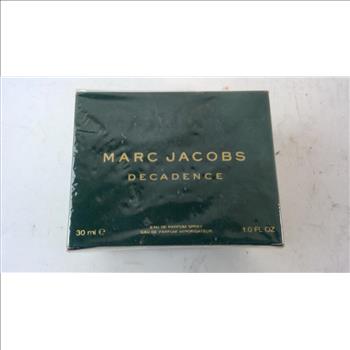 MARC JACOBS
DECADENCE
EAU DE PARFUM SPRAY
EAU DE PARFUM VAPORISATEUR
30 ml ℮ 1.0 FL OZ